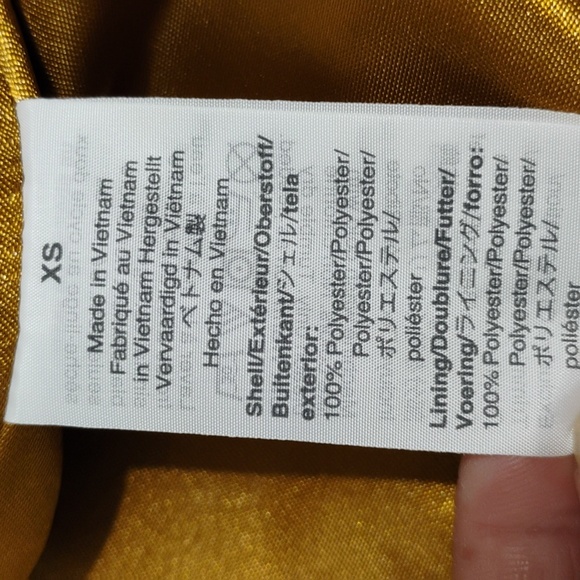 XS
Made in Vietnam
Fabriqué au Vietnam
in Vietnam Hergestellt
Vervaardigd in Viëtnam
ベトナム製
Hecho en Vietnam
Shell/Extérieur/Oberstoff/
Buitenkant/シェル/tela
exterior:
100% Polyester/Polyester/
Polyester/Polyester/
ポリエステル/
poliéster
Lining/Doublure/Futter/
Voering/ライニング/forro:
100% Polyester/Polyester/
Polyester/Polyester/
ポリエステル/
poliéster